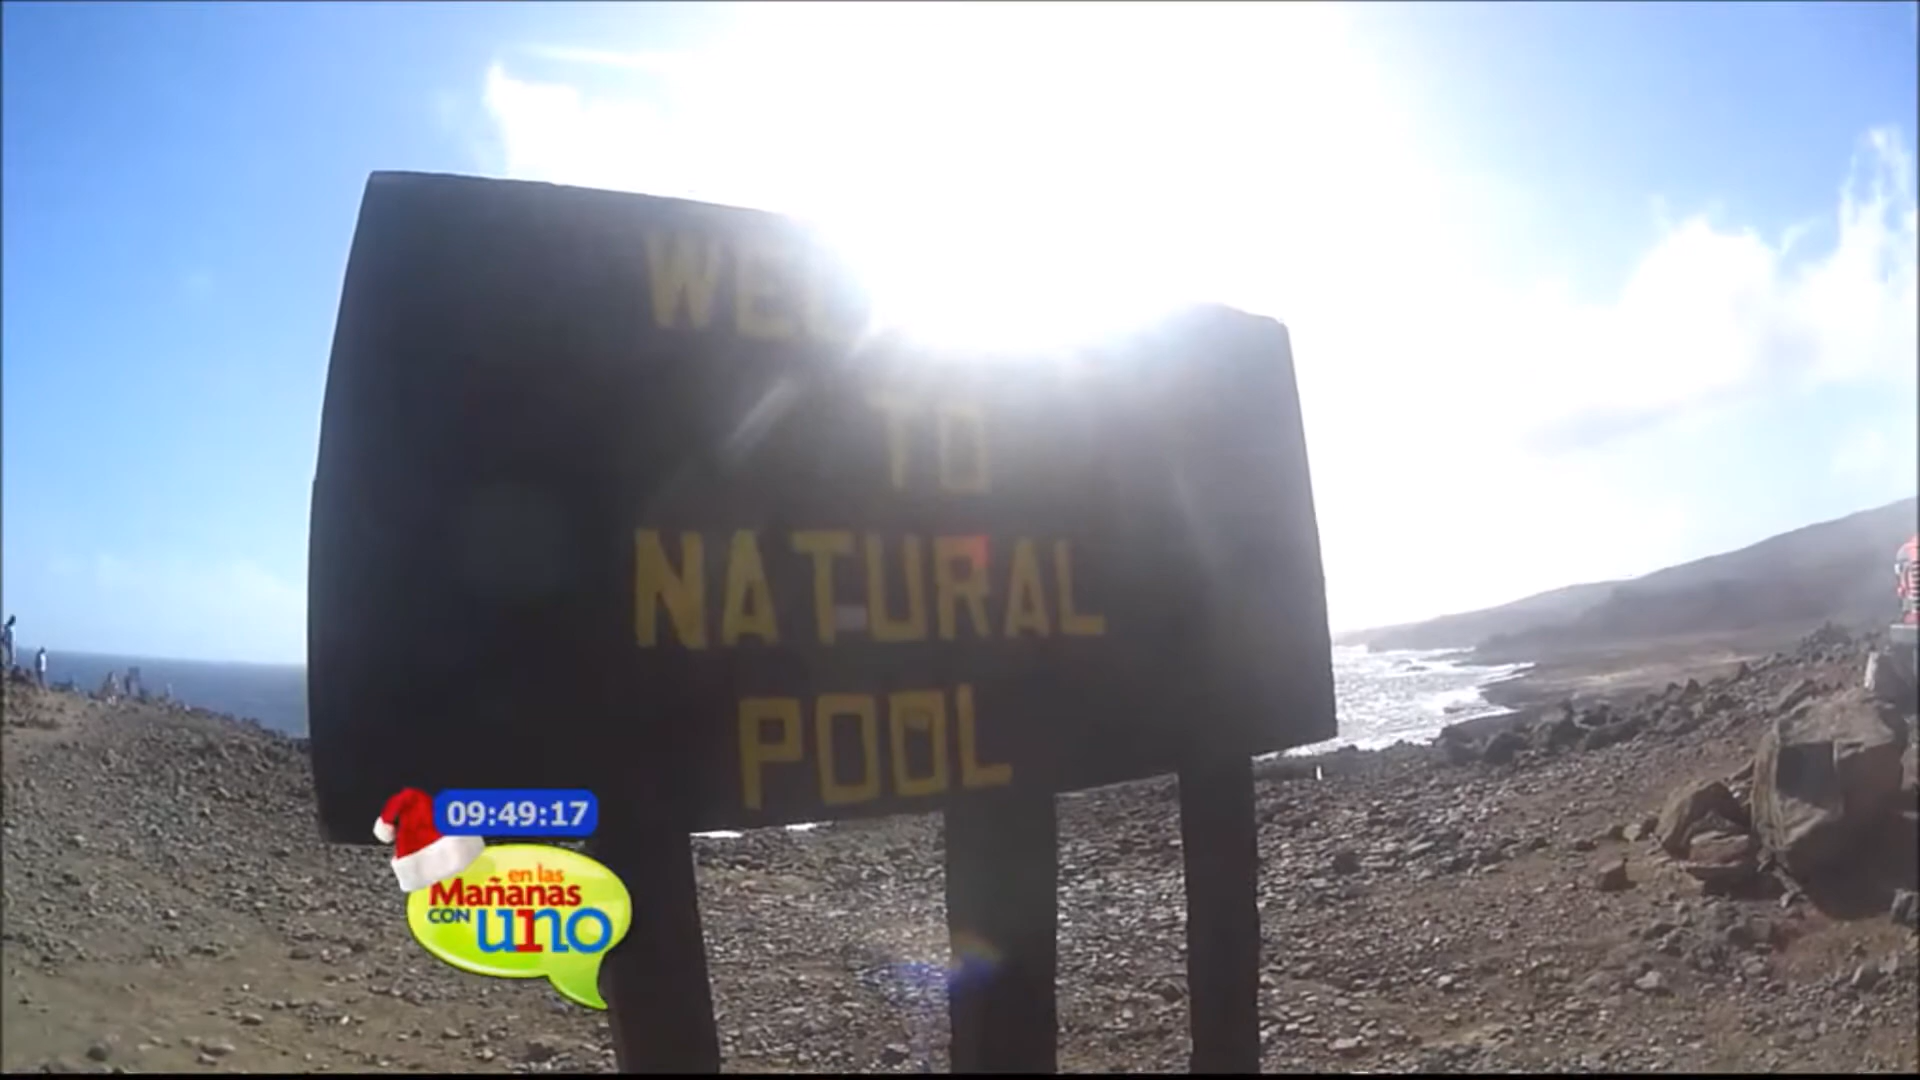 TO
NATURAL
POOL
09:49:17
en las
Mañanas
CON uno